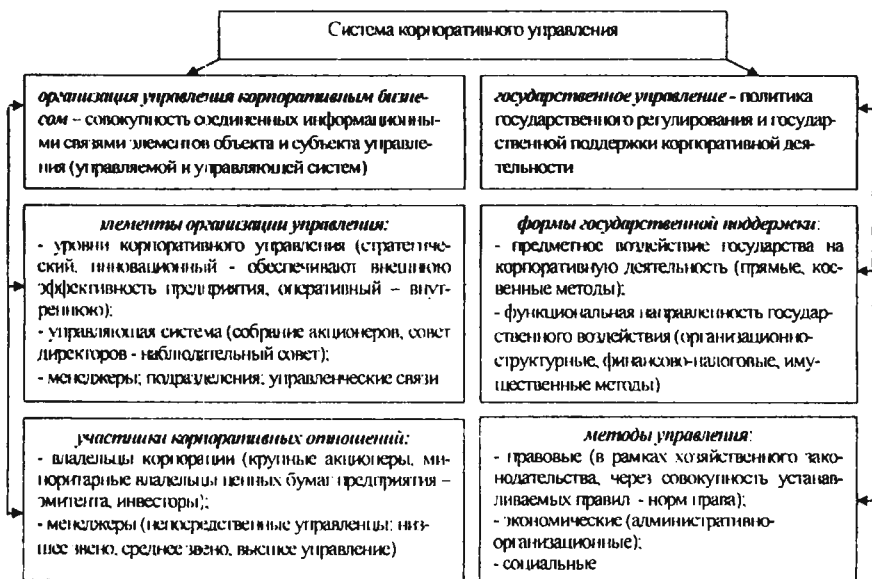 Система корпоративного управления
организация управления корпоративным бизне-
сом – совокупность соединенных информационны-
ми связями элементов объекта и субъекта управле-
ния (управляемой и управляющей систем)
элементы организации управления:
- уровни корпоративного управления (стратегиче-
ский, инновационный - обеспечивают внешнюю
эффективность предприятия, оперативный – внут-
реннюю);
- управляющая система (собрание акционеров, совет
директоров - наблюдательный совет);
- менеджеры; подразделения; управленческие связи
участники корпоративных отношений:
- владельцы корпорации (крупные акционеры, ми-
норитарные владельцы ценных бумаг предприятия –
эмитента, инвесторы);
- менеджеры (непосредственные управленцы: низ-
шее звено, среднее звено, высшее управление)
государственное управление - политика
государственного регулирования и государ-
ственной поддержки корпоративной дея-
тельности
формы государственной поддержки:
- предметное воздействие государства на
корпоративную деятельность (прямые, кос-
венные методы);
- функциональная направленность государ-
ственного воздействия (организационно-
структурные, финансово-налоговые, иму-
щественные методы)
методы управления:
- правовые (в рамках хозяйственного зако-
нодательства, через совокупность устанав-
ливаемых правил - норм права);
- экономические (административно-
организационные);
- социальные